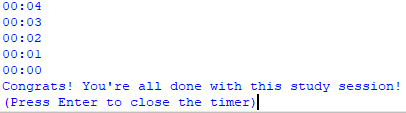 00:04
00:03
00:02
00:01
00:00
Congrats! You're all done with this study session!
(Press Enter to close the timer)